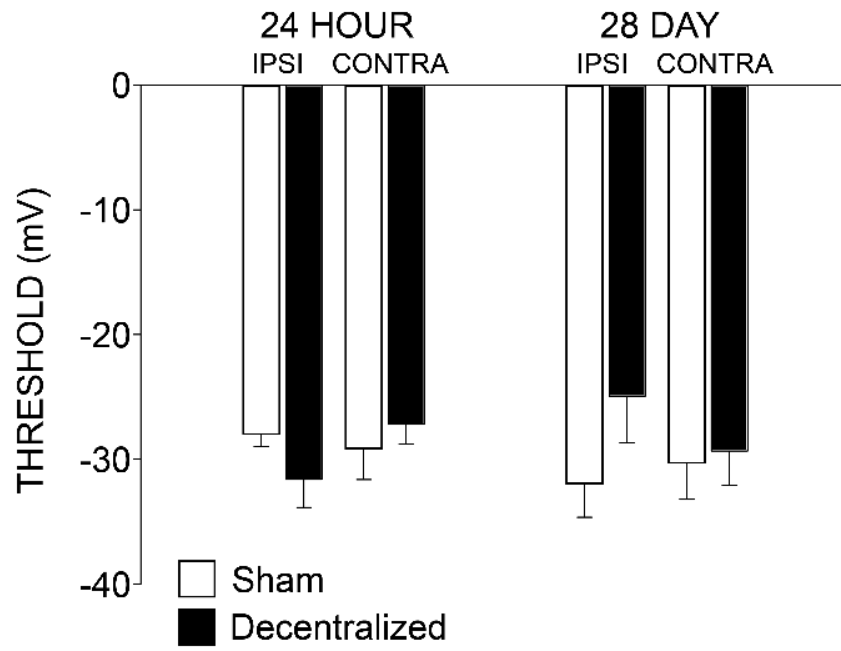 24 HOUR 28 DAY
IPSI CONTRA IPSI CONTRA
0
-10
-20
-30
-40
THRESHOLD (mV)
Sham
Decentralized